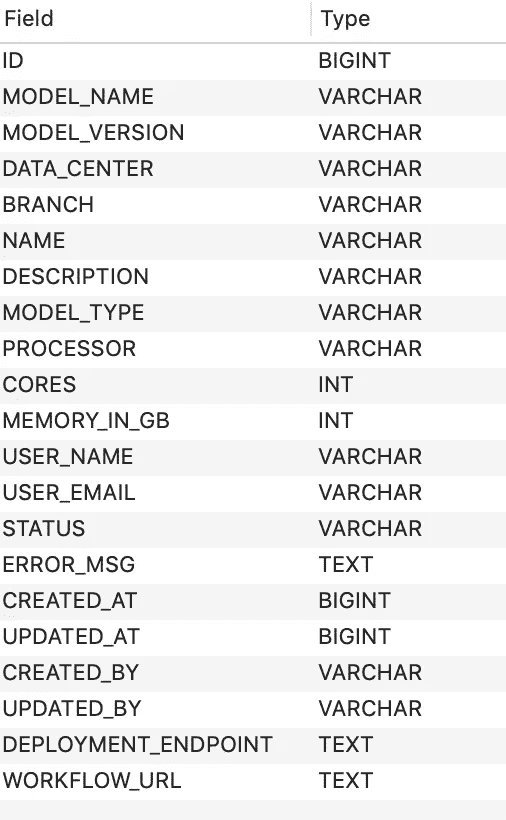 Field Type
ID BIGINT
MODEL_NAME VARCHAR
MODEL_VERSION VARCHAR
DATA_CENTER VARCHAR
BRANCH VARCHAR
NAME VARCHAR
DESCRIPTION VARCHAR
MODEL_TYPE VARCHAR
PROCESSOR VARCHAR
CORES INT
MEMORY_IN_GB INT
USER_NAME VARCHAR
USER_EMAIL VARCHAR
STATUS VARCHAR
ERROR_MSG TEXT
CREATED_AT BIGINT
UPDATED_AT BIGINT
CREATED_BY VARCHAR
UPDATED_BY VARCHAR
DEPLOYMENT_ENDPOINT TEXT
WORKFLOW_URL TEXT